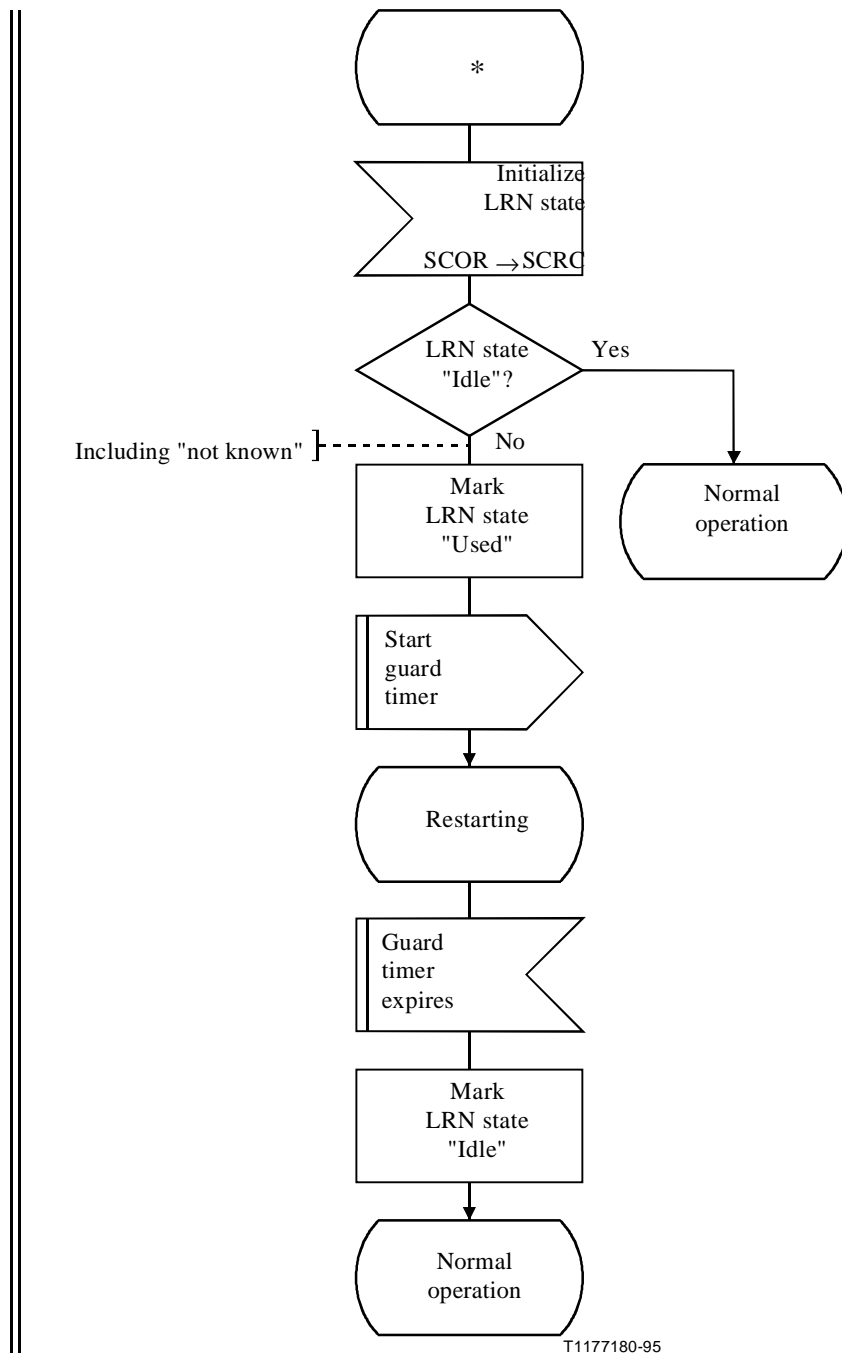 *
Initialize
LRN state
SCOR → SCRC
LRN state
"Idle"?
Yes
Including "not known"
No
Mark
LRN state
"Used"
Normal
operation
Start
guard
timer
Restarting
Guard
timer
expires
Mark
LRN state
"Idle"
Normal
operation
T1177180-95